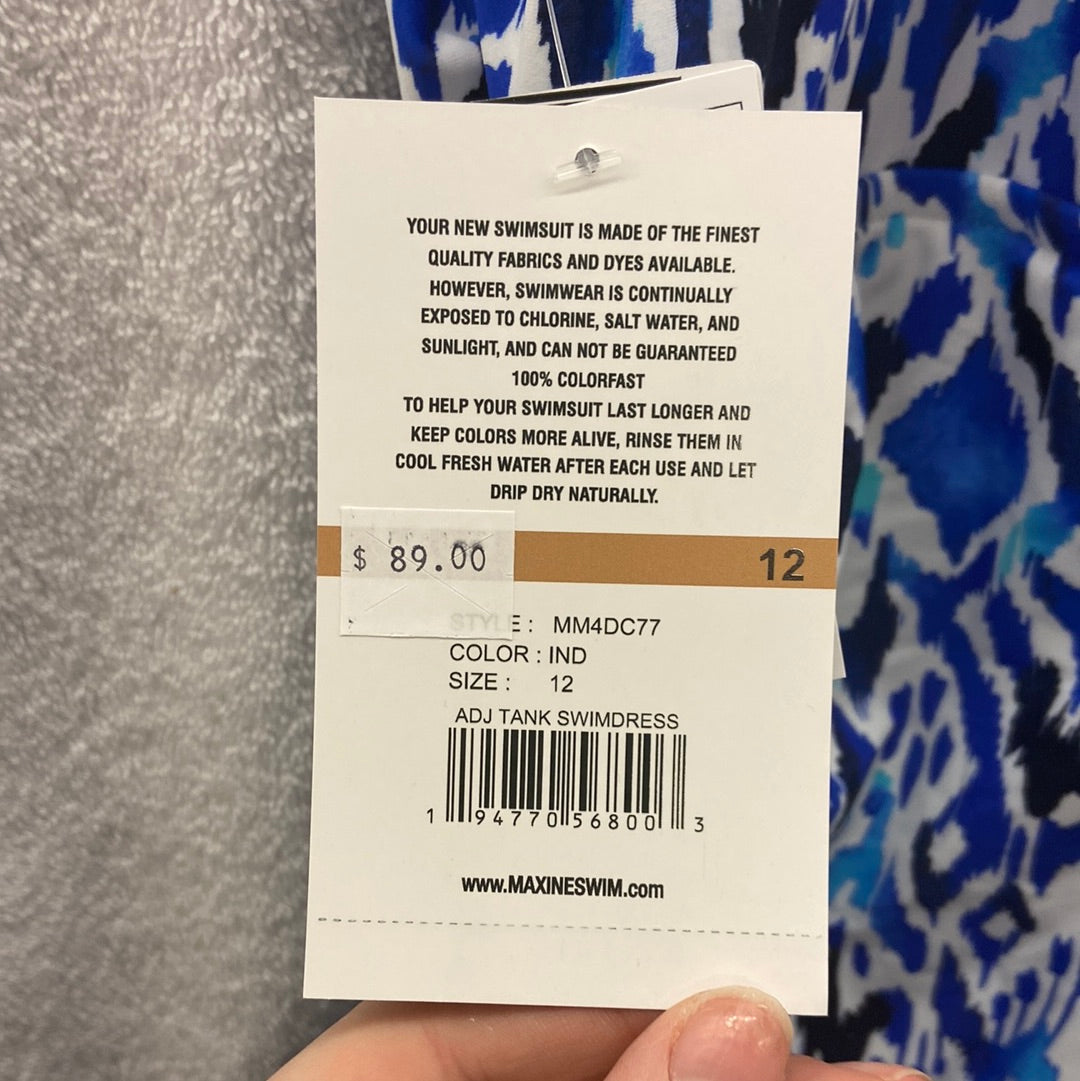 YOUR NEW SWIMSUIT IS MADE OF THE FINEST
QUALITY FABRICS AND DYES AVAILABLE.
HOWEVER, SWIMWEAR IS CONTINUALLY
EXPOSED TO CHLORINE, SALT WATER, AND
SUNLIGHT, AND CAN NOT BE GUARANTEED
100% COLORFAST
TO HELP YOUR SWIMSUIT LAST LONGER AND
KEEP COLORS MORE ALIVE, RINSE THEM IN
COOL FRESH WATER AFTER EACH USE AND LET
DRIP DRY NATURALLY.
$ 89.00
12
STYLE : MM4DC77
COLOR : IND
SIZE : 12
ADJ TANK SWIMDRESS
1 94770 56800 3
www.MAXINESWIM.com